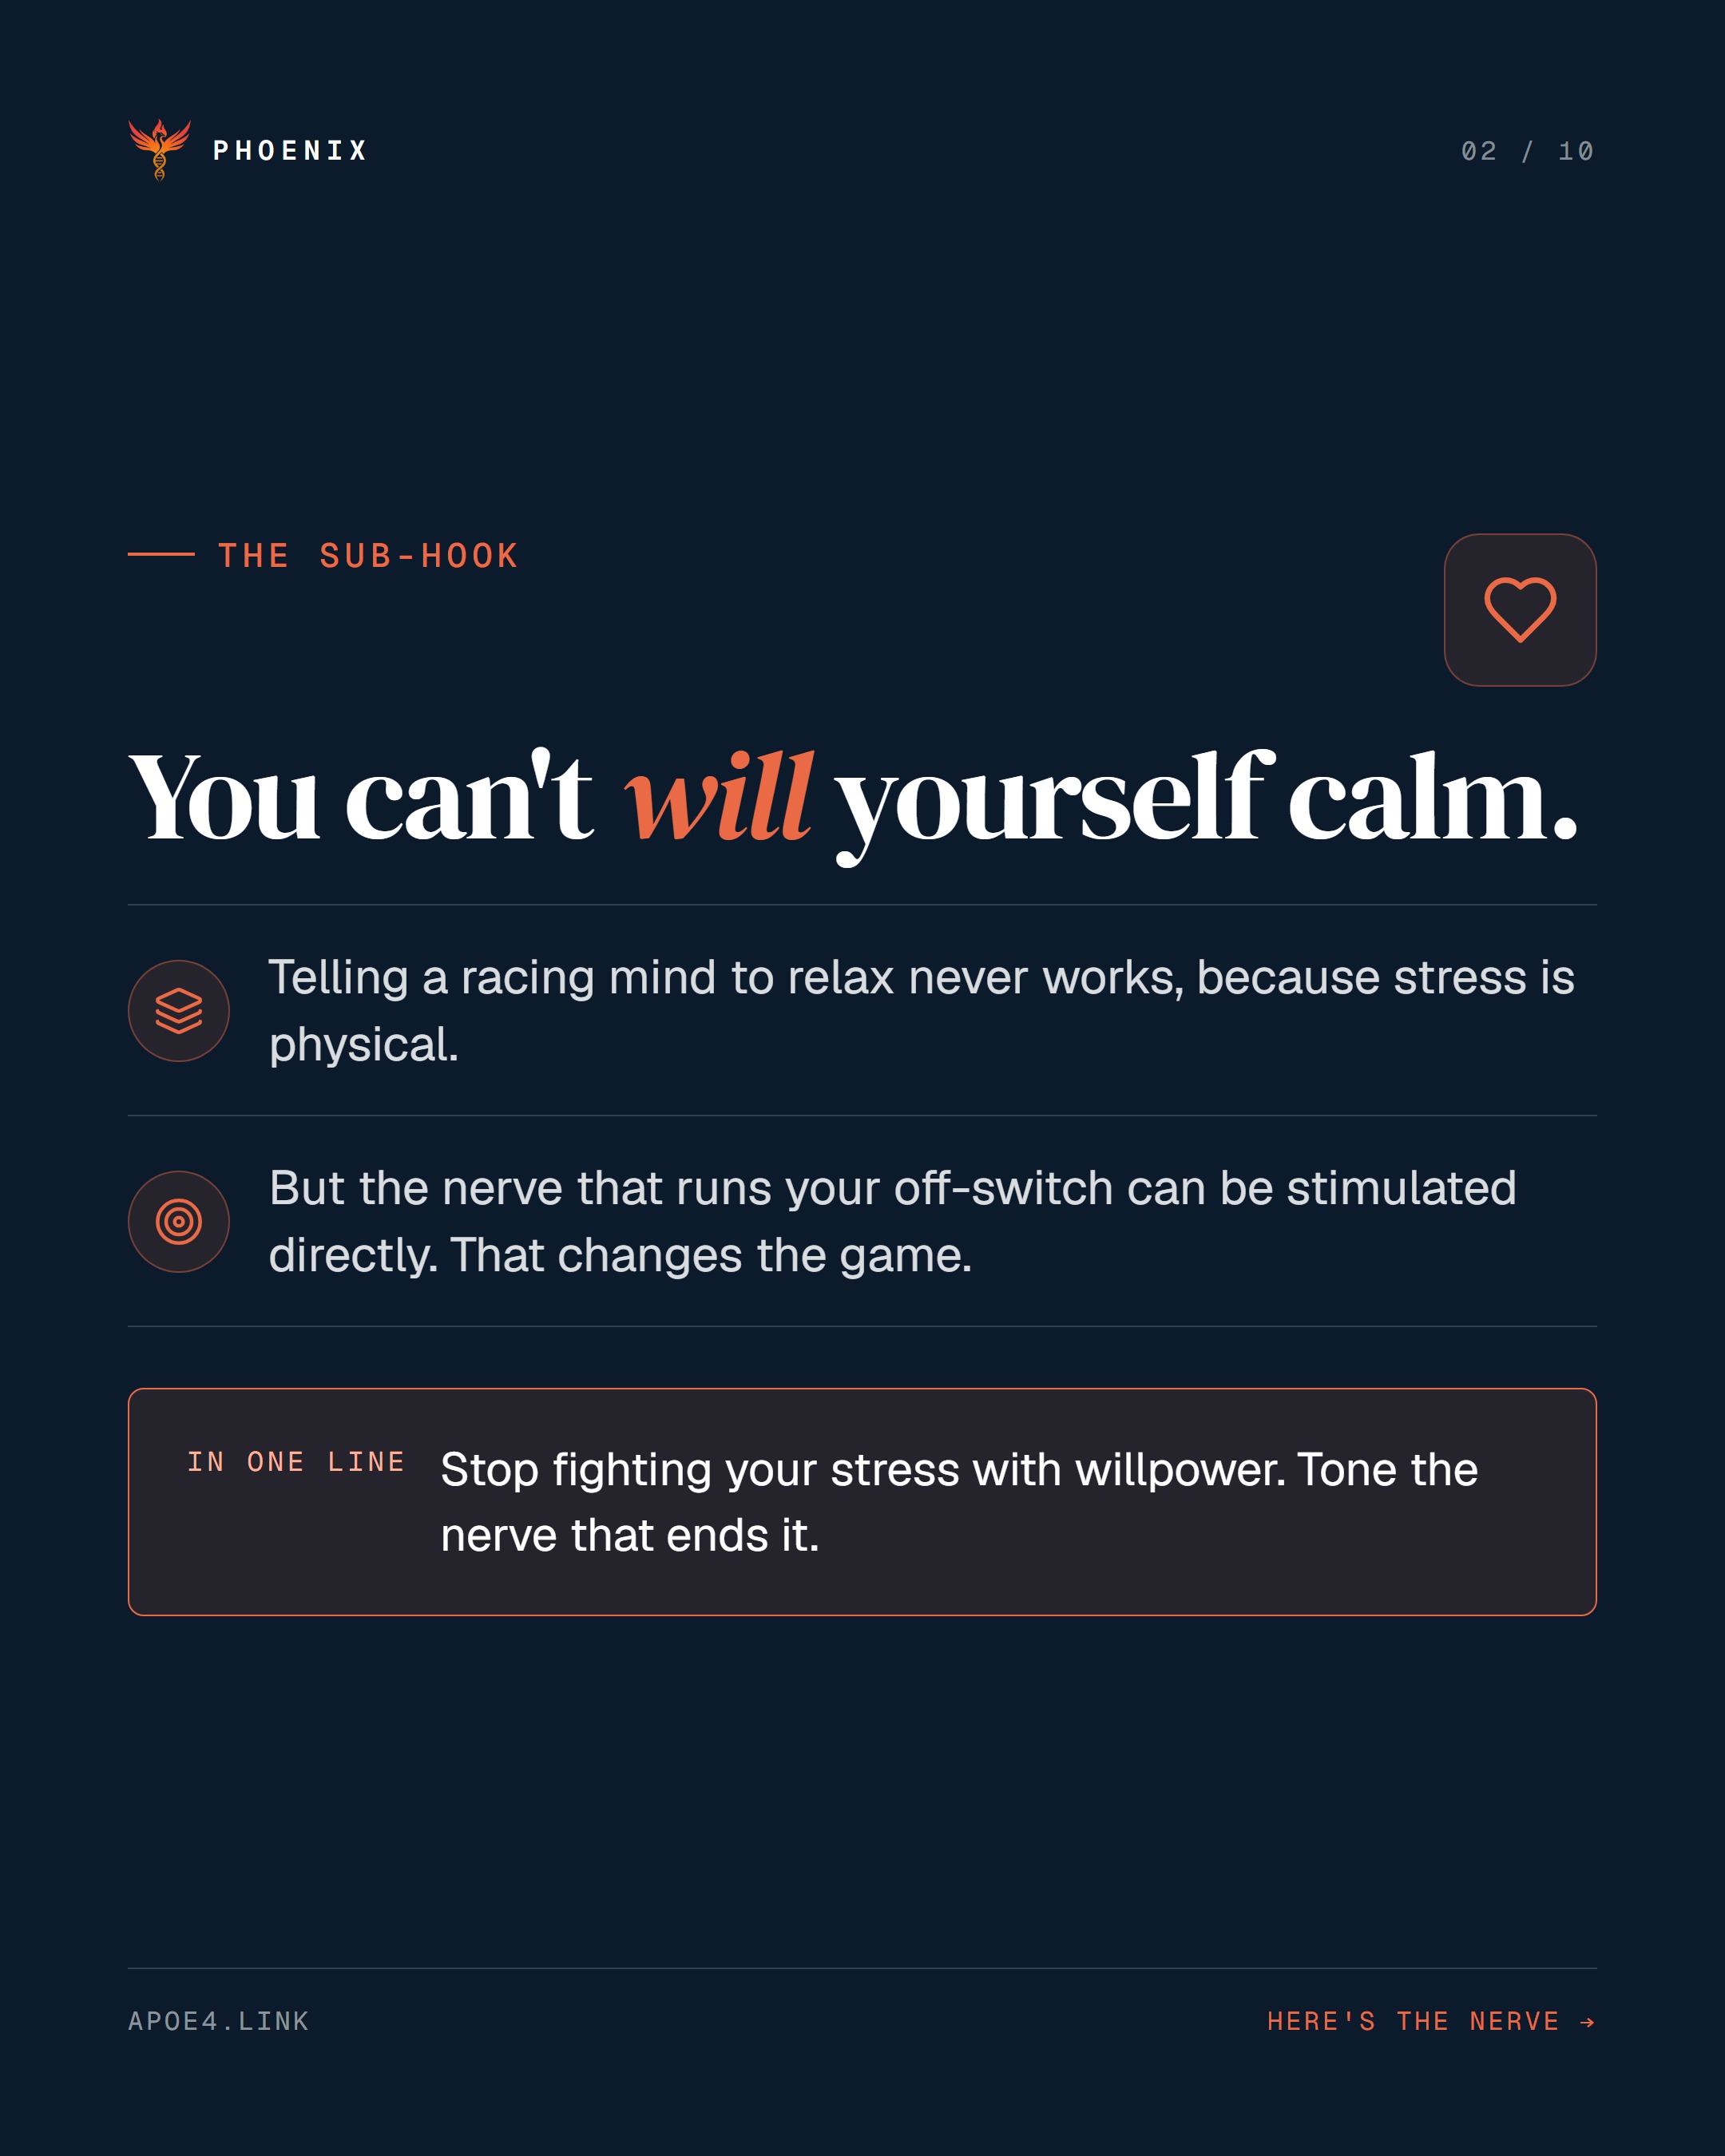 PHOENIX
02 / 10
THE SUB-HOOK
You can't will yourself calm.
Telling a racing mind to relax never works, because stress is
physical.
But the nerve that runs your off-switch can be stimulated
directly. That changes the game.
IN ONE LINE
Stop fighting your stress with willpower. Tone the
nerve that ends it.
APOE4.LINK
HERE'S THE NERVE →